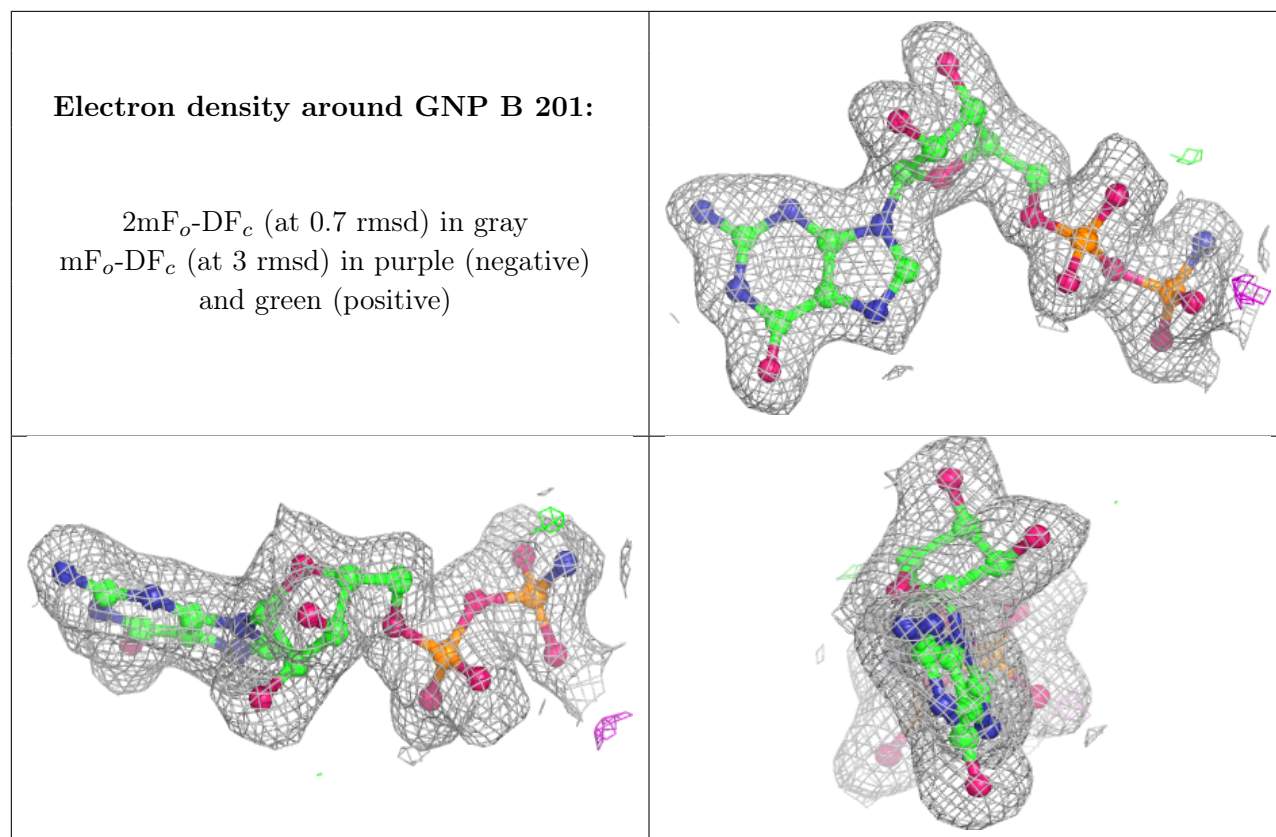 Electron density around GNP B 201:
2mFo-DFc (at 0.7 rmsd) in gray
mFo-DFc (at 3 rmsd) in purple (negative)
and green (positive)